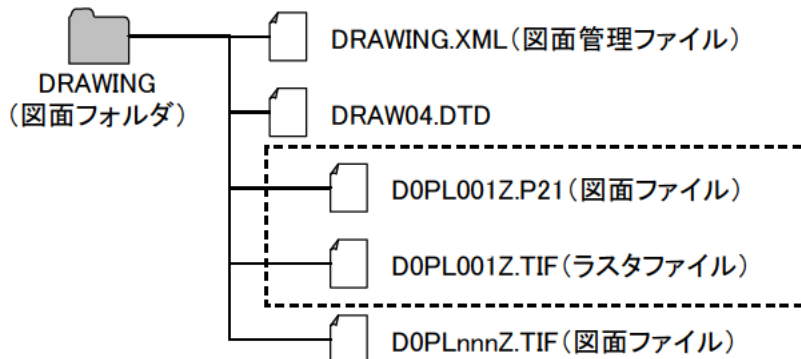 DRAWING.XML(図面管理ファイル)
DRAWING
(図面フォルダ)
DRAW04.DTD
D0PL001Z.P21(図面ファイル)
D0PL001Z.TIF(ラスタファイル)
D0PLnnnZ.TIF(図面ファイル)